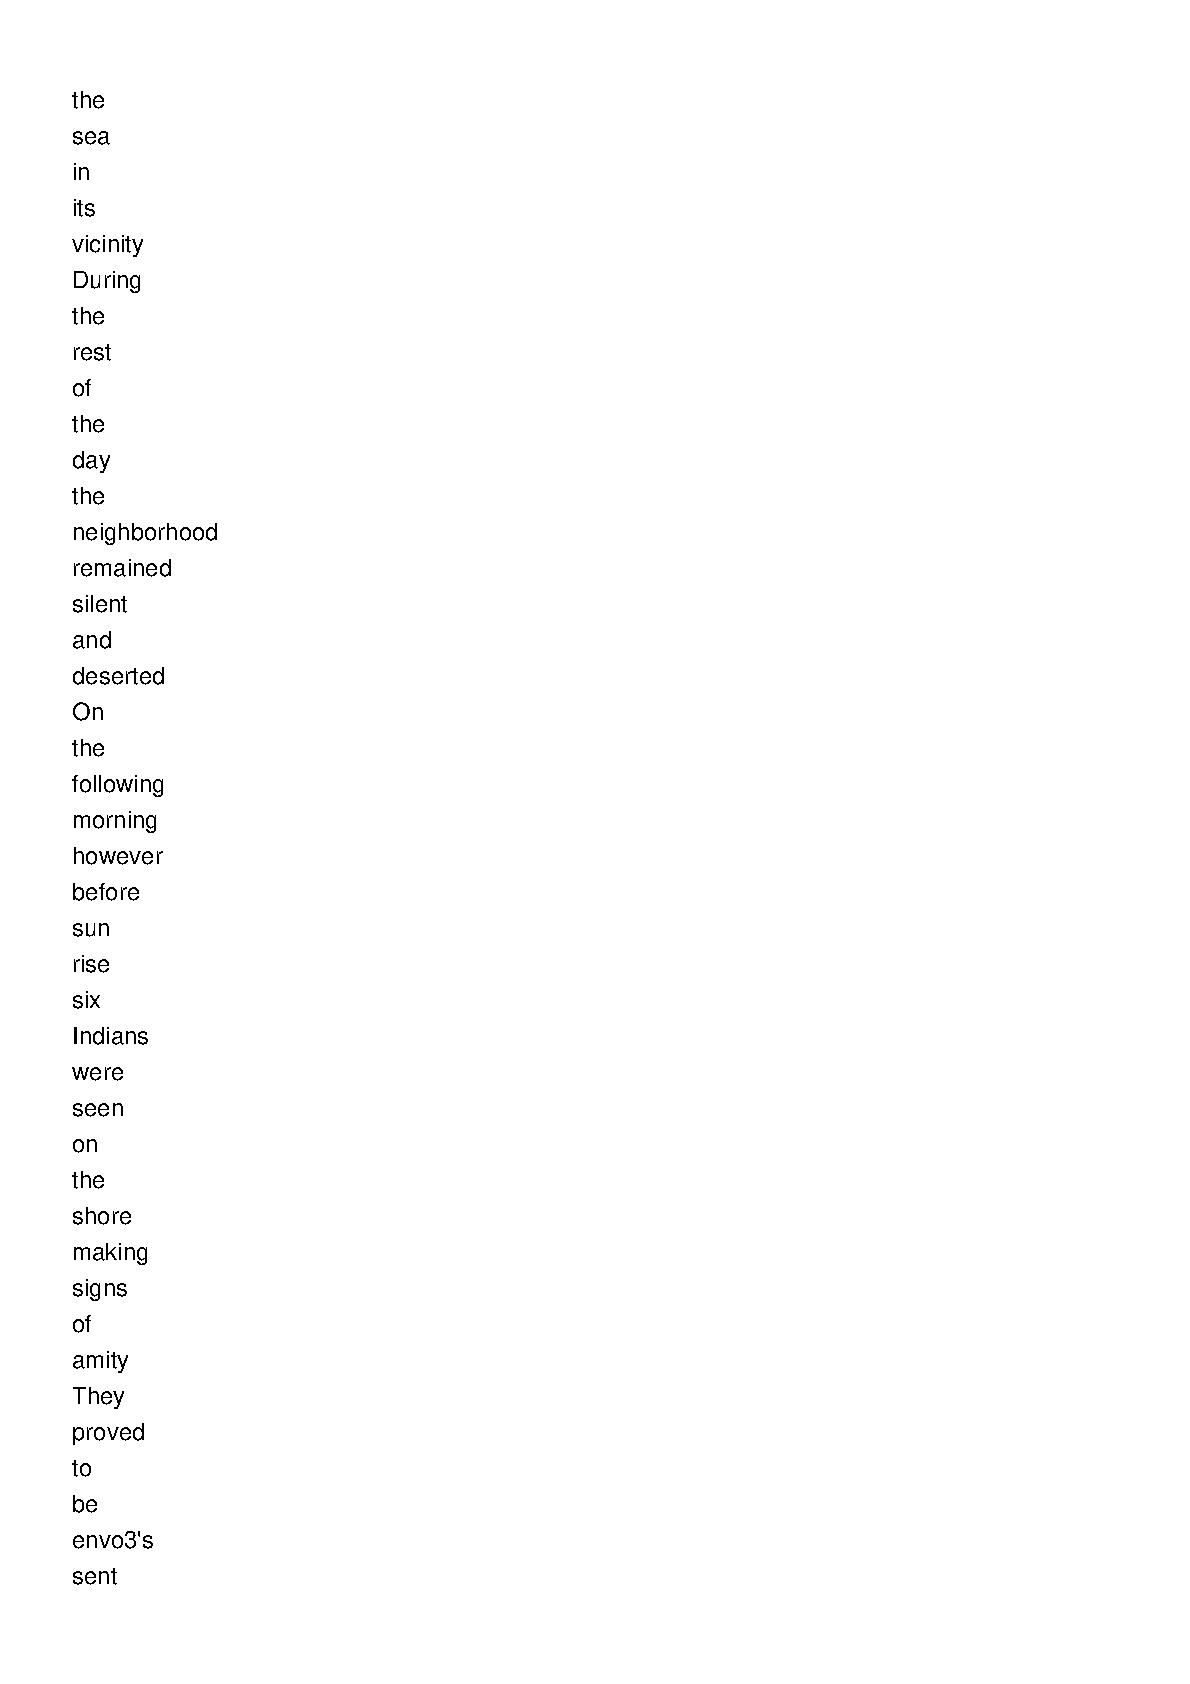 the
sea
in
its
vicinity
During
the
rest
of
the
day
the
neighborhood
remained
silent
and
deserted
On
the
following
morning
however
before
sun
rise
six
Indians
were
seen
on
the
shore
making
signs
of
amity
They
proved
to
be
envo3's
sent